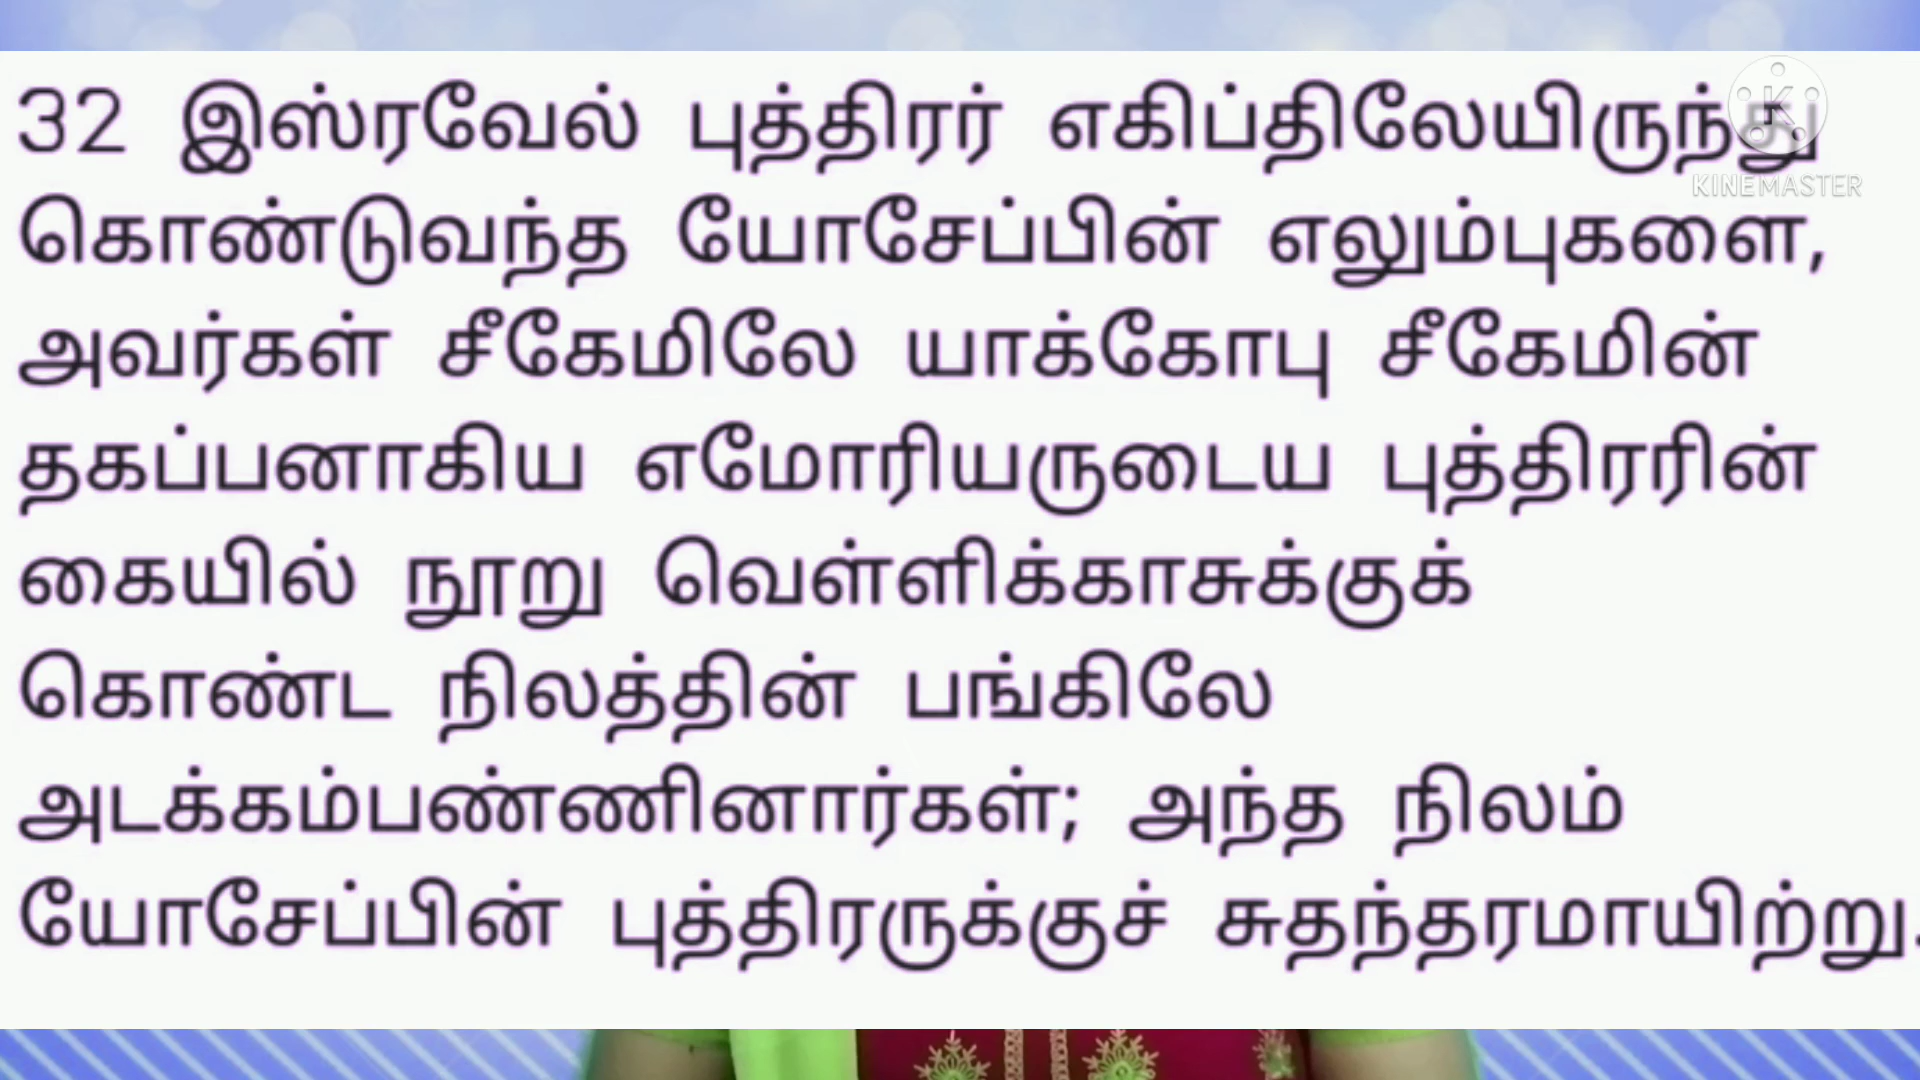 32 இஸ்ரவேல் புத்திரர் எகிப்திலேயிருந்து
கொண்டுவந்த யோசேப்பின் எலும்புகளை,
அவர்கள் சீகேமிலே யாக்கோபு சீகேமின்
தகப்பனாகிய எமோரியருடைய புத்திரரின்
கையில் நூறு வெள்ளிக்காசுக்குக்
கொண்ட நிலத்தின் பங்கிலே
அடக்கம்பண்ணினார்கள்; அந்த நிலம்
யோசேப்பின் புத்திரருக்குச் சுதந்தரமாயிற்று.
K
KINEMASTER